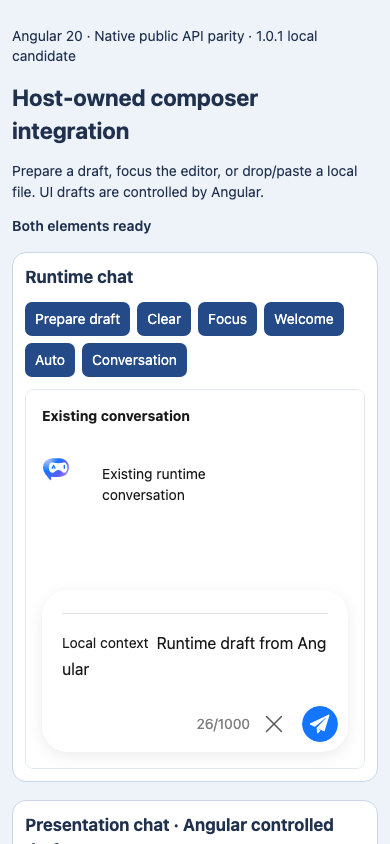 Angular 20 · Native public API parity · 1.0.1 local
candidate
Host-owned composer
integration
Prepare a draft, focus the editor, or drop/paste a local
file. UI drafts are controlled by Angular.
Both elements ready
Runtime chat
Prepare draft Clear Focus Welcome
Auto Conversation
Existing conversation
Existing runtime
conversation
Local context Runtime draft from Ang
ular
26/1000
Presentation chat · Angular controlled